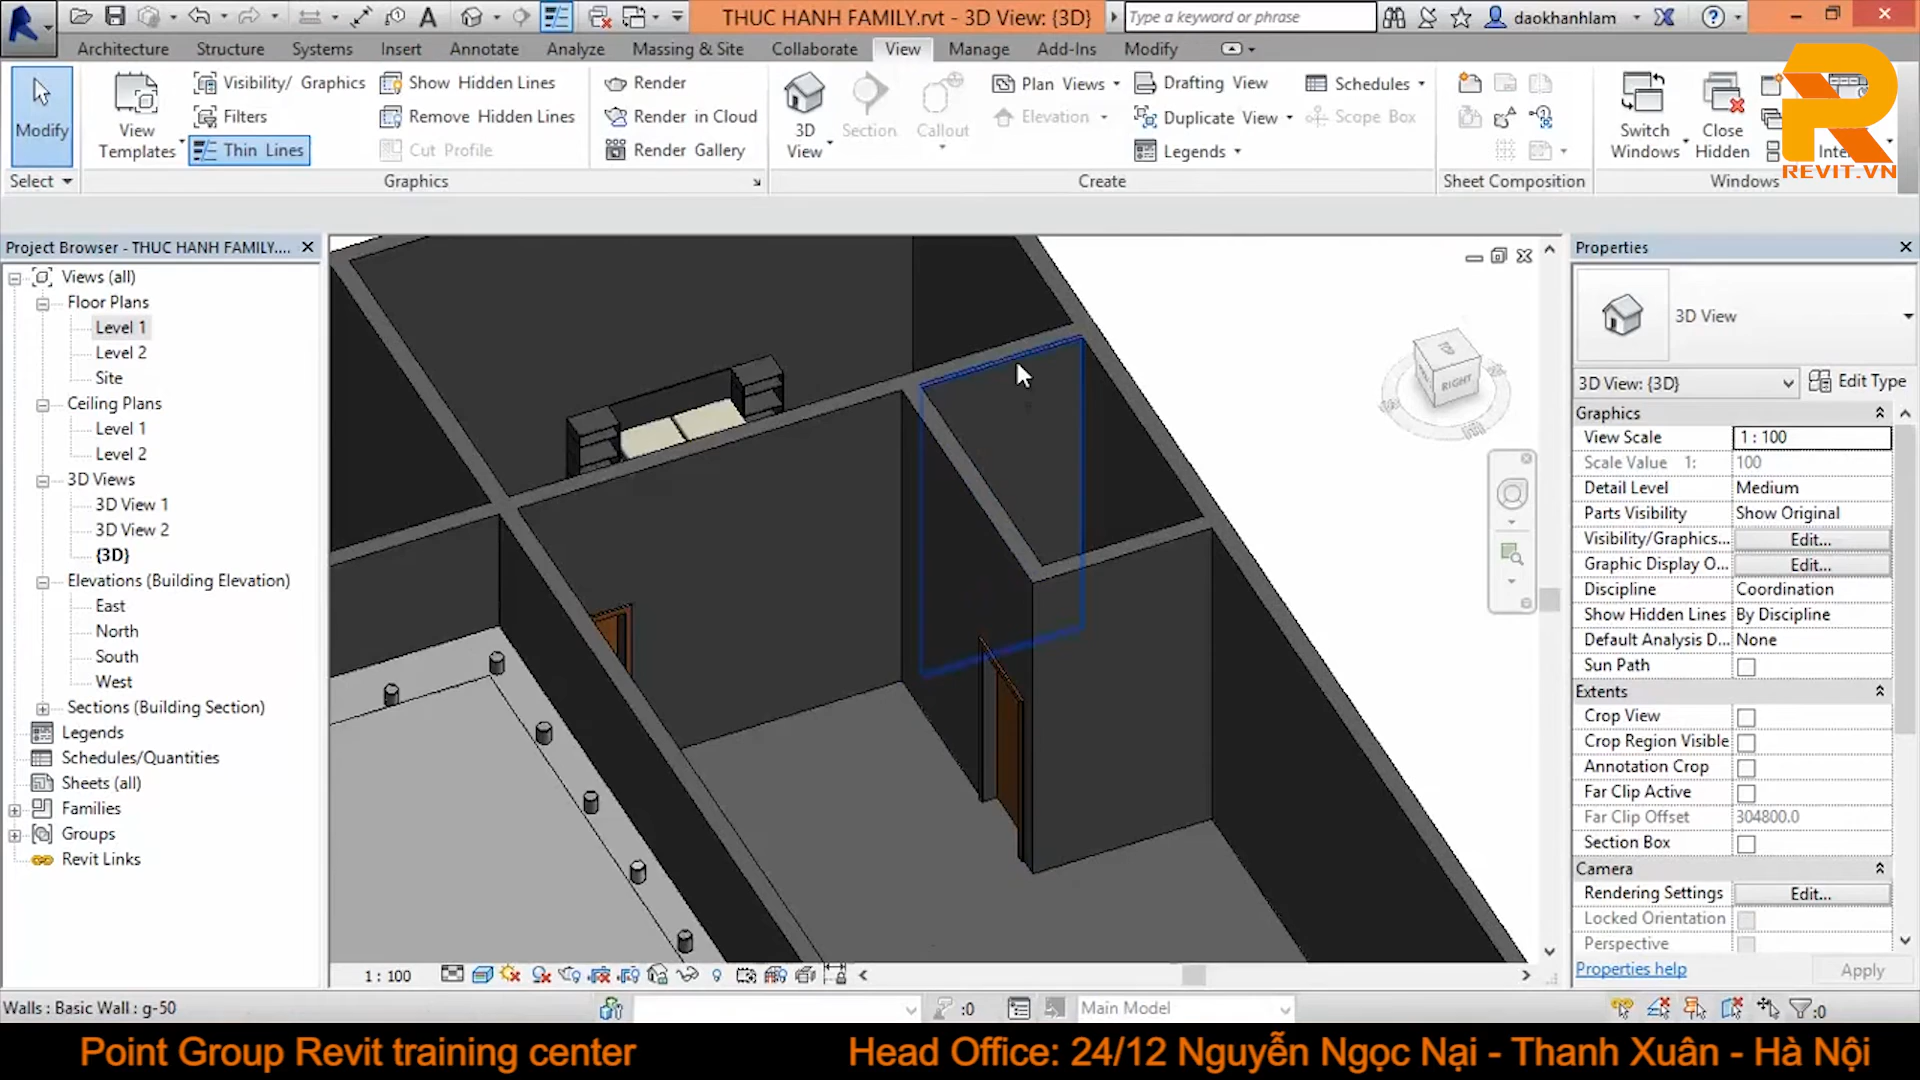 THUC HANH FAMILY.rvt - 3D View: {3D}
Type a keyword or phrase
daokhanhlam
Architecture
Structure
Systems
Insert
Annotate
Analyze
Massing & Site
Collaborate
View
Manage
Add-Ins
Modify
Modify
View
Templates
Visibility/ Graphics
Filters
Thin Lines
Show Hidden Lines
Remove Hidden Lines
Cut Profile
Render
Render in Cloud
Render Gallery
3D
View
Section
Callout
Plan Views
Elevation
Drafting View
Duplicate View
Legends
Schedules
Scope Box
Switch
Windows
Close
Hidden
REVIT.VN
Select
Graphics
Create
Sheet Composition
Windows
Project Browser - THUC HANH FAMILY....
Views (all)
Floor Plans
Level 1
Level 2
Site
Ceiling Plans
Level 1
Level 2
3D Views
3D View 1
3D View 2
{3D}
Elevations (Building Elevation)
East
North
South
West
Sections (Building Section)
Legends
Schedules/Quantities
Sheets (all)
Families
Groups
Revit Links
RIGHT
Properties
3D View
3D View: {3D}
Edit Type
Graphics
View Scale 1 : 100
Scale Value 1: 100
Detail Level Medium
Parts Visibility Show Original
Visibility/Graphics... Edit...
Graphic Display O... Edit...
Discipline Coordination
Show Hidden Lines By Discipline
Default Analysis D... None
Sun Path
Extents
Crop View
Crop Region Visible
Annotation Crop
Far Clip Active
Far Clip Offset 304800.0
Section Box
Camera
Rendering Settings Edit...
Locked Orientation
Perspective
Properties help
Apply
1 : 100
Walls : Basic Wall : g-50
:0
Main Model
:0
Point Group Revit training center
Head Office: 24/12 Nguyễn Ngọc Nại - Thanh Xuân - Hà Nội